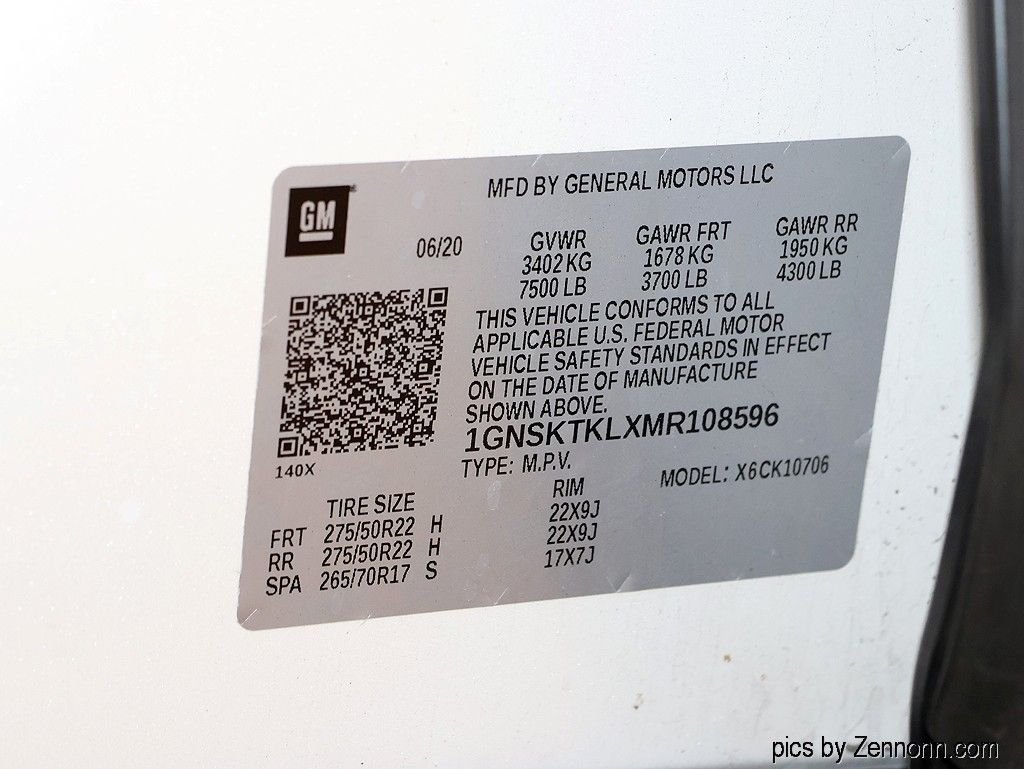 GM
MFD BY GENERAL MOTORS LLC
06/20
GVWR GAWR FRT GAWR RR
3402 KG 1678 KG 1950 KG
7500 LB 3700 LB 4300 LB
THIS VEHICLE CONFORMS TO ALL
APPLICABLE U.S. FEDERAL MOTOR
VEHICLE SAFETY STANDARDS IN EFFECT
ON THE DATE OF MANUFACTURE
SHOWN ABOVE.
1GNSKTKLXMR108596
140X
TYPE: M.P.V. MODEL: X6CK10706
TIRE SIZE RIM
FRT 275/50R22 H 22X9J
RR 275/50R22 H 22X9J
SPA 265/70R17 S 17X7J
pics by Zennorin.com